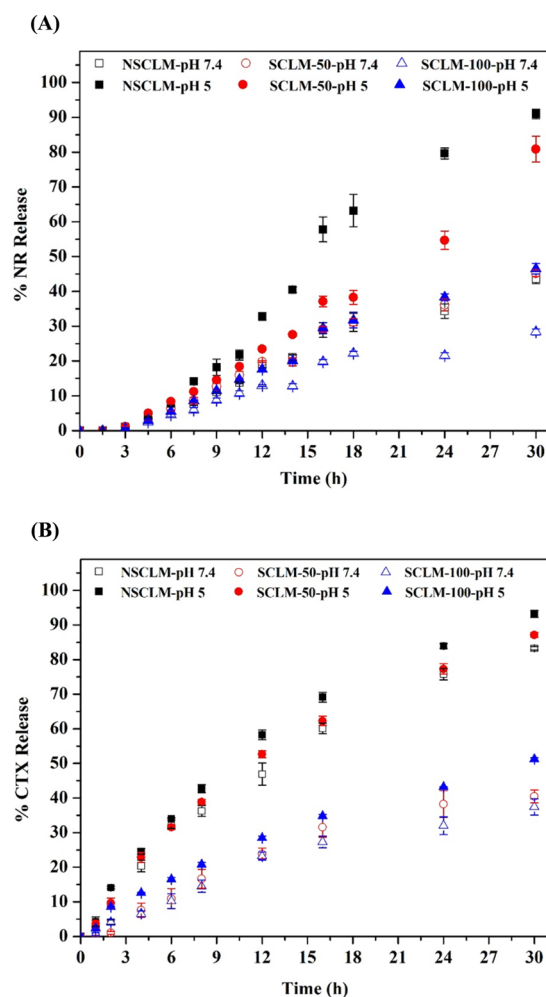 (A)
NSCLM-pH 7.4 SCLM-50-pH 7.4 SCLM-100-pH 7.4
NSCLM-pH 5 SCLM-50-pH 5 SCLM-100-pH 5
100
90
80
70
60
50
40
30
20
10
0
% NR Release
0 3 6 9 12 15 18 21 24 27 30
Time (h)
(B)
NSCLM-pH 7.4 SCLM-50-pH 7.4 SCLM-100-pH 7.4
NSCLM-pH 5 SCLM-50-pH 5 SCLM-100-pH 5
100
90
80
70
60
50
40
30
20
10
0
% CTX Release
0 3 6 9 12 15 18 21 24 27 30
Time (h)